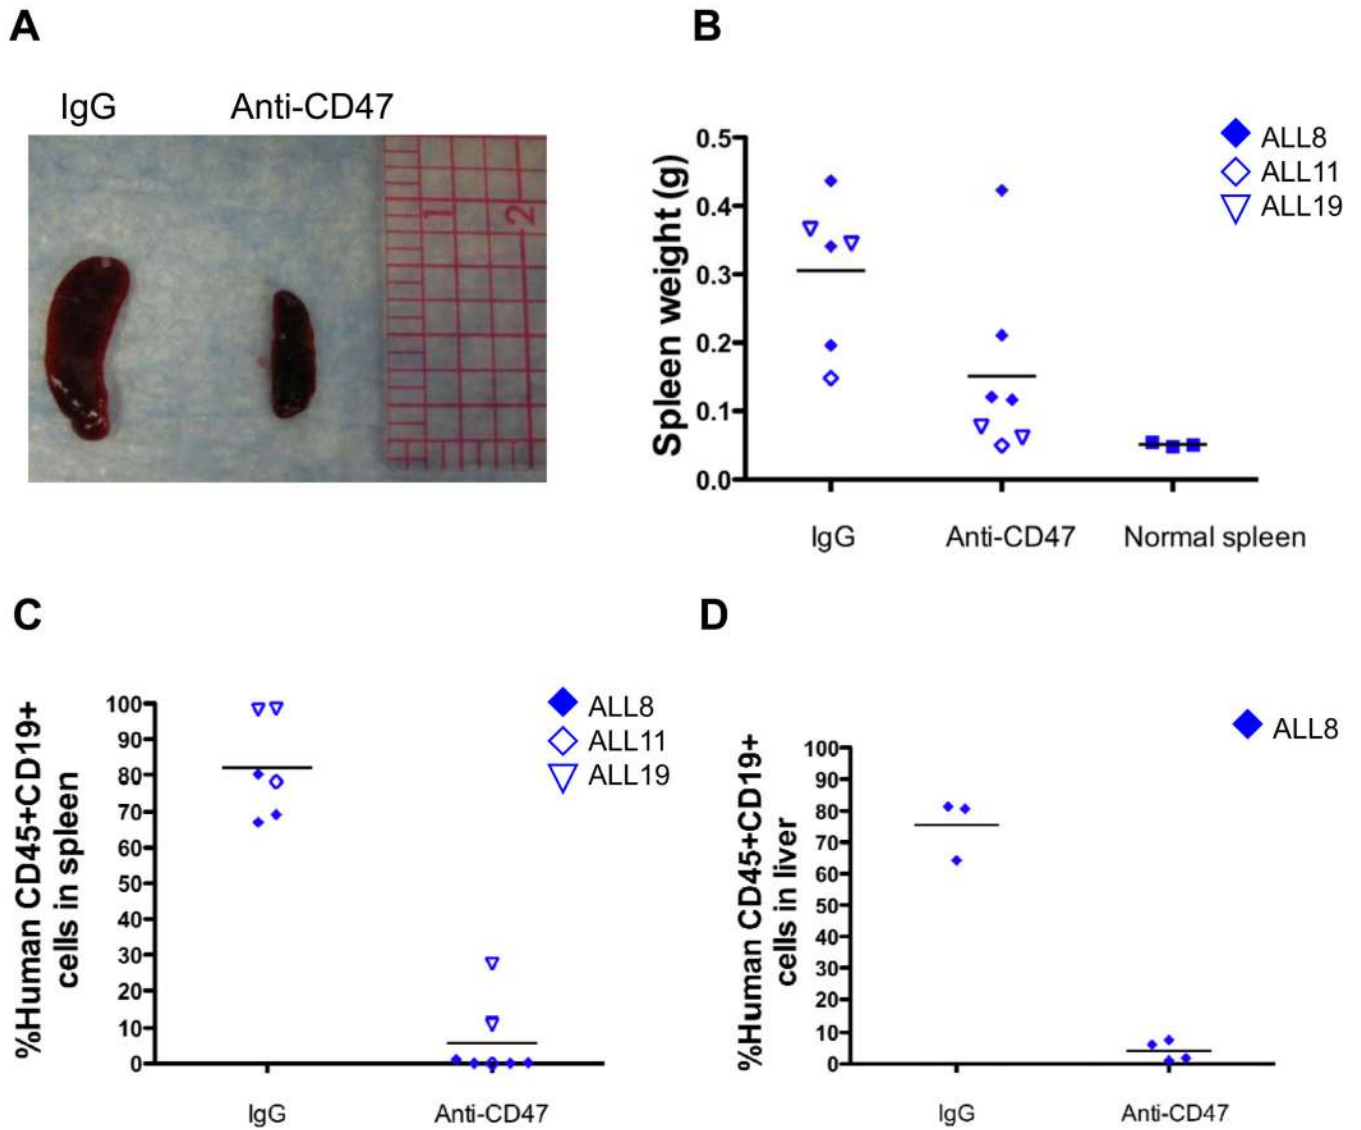 A
IgG Anti-CD47
1 2
B
Spleen weight (g)
0.5
0.4
0.3
0.2
0.1
0.0
ALL8
ALL11
ALL19
IgG Anti-CD47 Normal spleen
C
%Human CD45+CD19+
cells in spleen
100
90
80
70
60
50
40
30
20
10
0
ALL8
ALL11
ALL19
IgG Anti-CD47
D
%Human CD45+CD19+
cells in liver
100
90
80
70
60
50
40
30
20
10
0
ALL8
IgG Anti-CD47